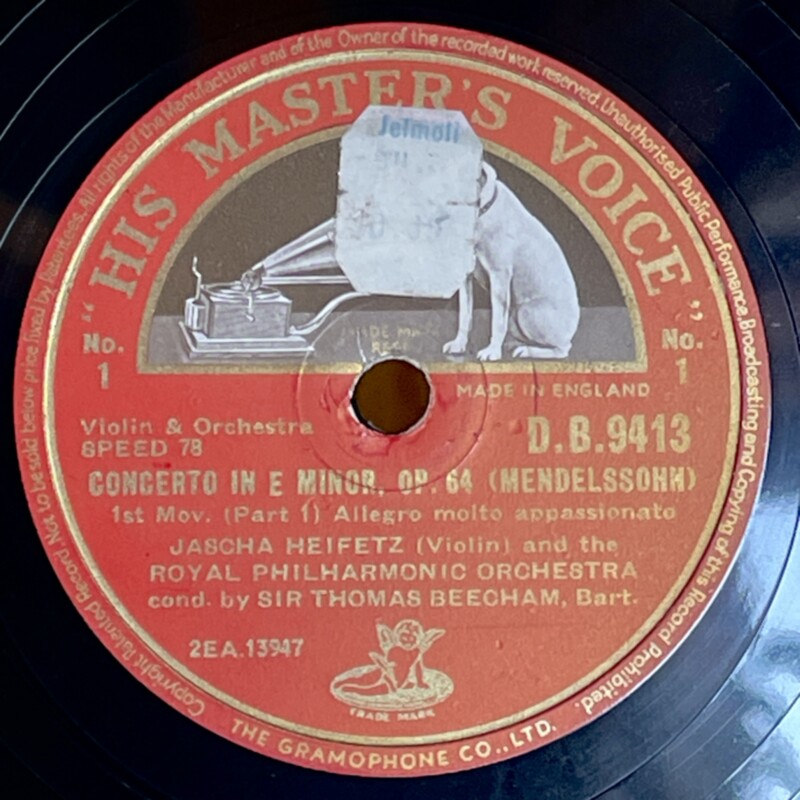 Copyright Patented Record Not to be sold below price fixed by Patentees. All rights of the Manufacturer and of the Owner of the recorded work reserved. Unauthorised Public Performance. Broadcasting and Copying of this Record Prohibited.
"HIS MASTER'S VOICE"
Jelmoli
No. 1
No. 1
MADE IN ENGLAND
Violin & Orchestra
SPEED 78
D.B.9413
CONCERTO IN E MINOR, OP. 64 (MENDELSSOHN)
1st Mov. (Part 1) Allegro molto appassionato
JASCHA HEIFETZ (Violin) and the
ROYAL PHILHARMONIC ORCHESTRA
cond. by SIR THOMAS BEECHAM, Bart.
2EA.13947
TRADE MARK
THE GRAMOPHONE CO., LTD.